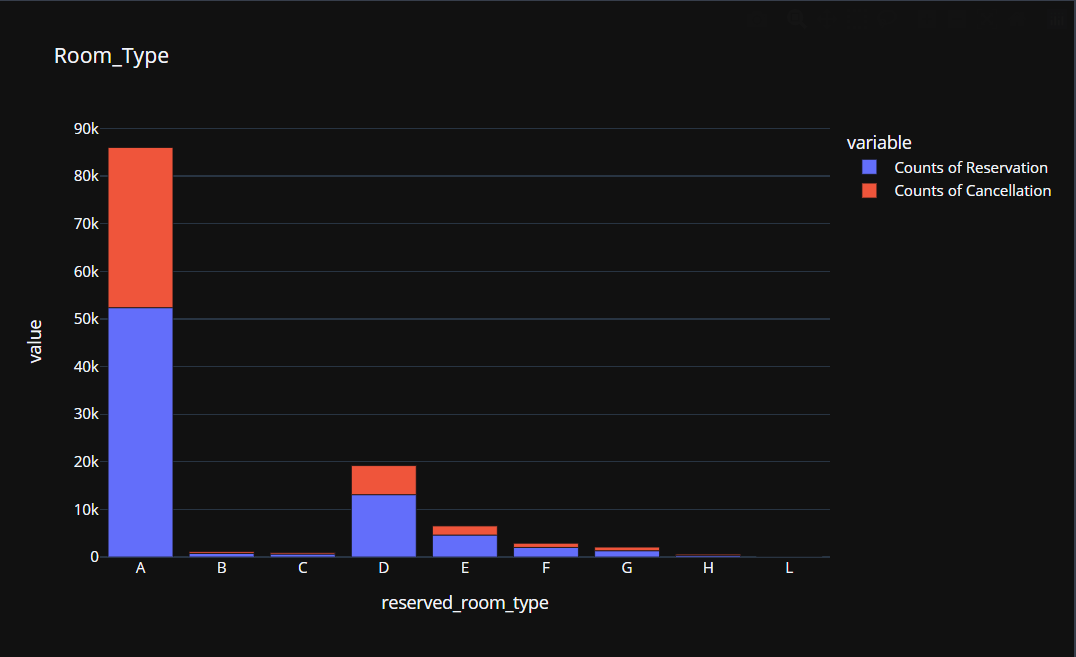 Room_Type
90k
80k
70k
60k
50k
40k
30k
20k
10k
0
value
A B C D E F G H L
reserved_room_type
variable
Counts of Reservation
Counts of Cancellation